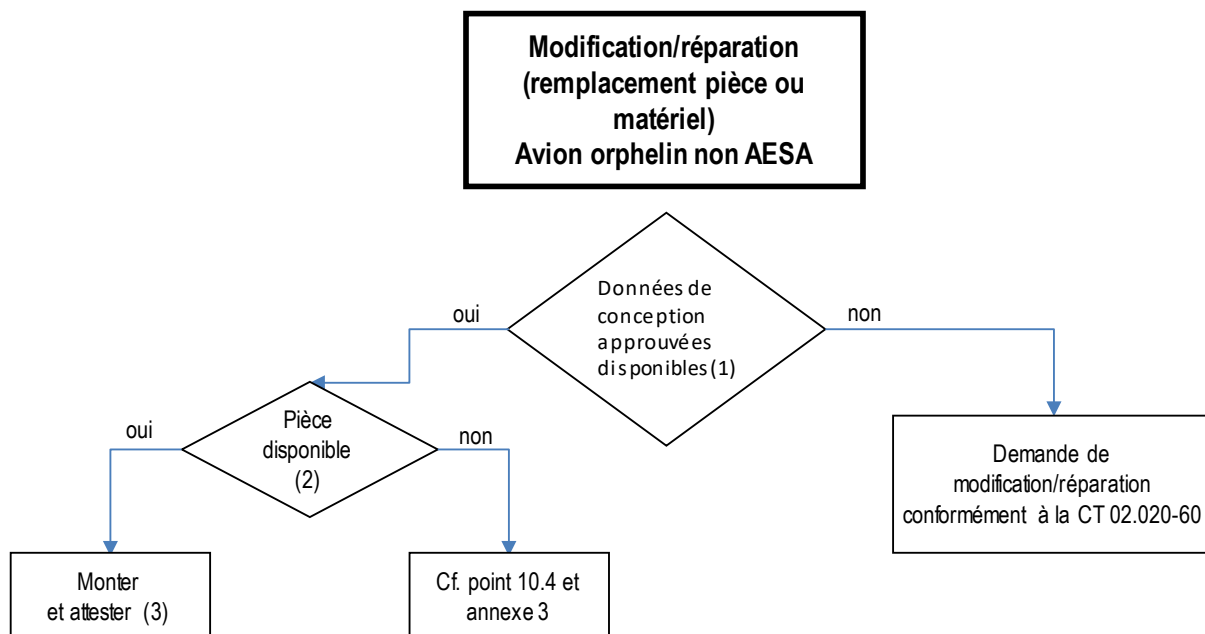 Modification/réparation
(remplacement pièce ou
matériel)
Avion orphelin non AESA
Données de
conception
approuvées
disponibles (1)
oui
non
Pièce
disponible
(2)
oui
non
Demande de
modification/réparation
conformément à la CT 02.020-60
Monter
et attester (3)
Cf. point 10.4 et
annexe 3